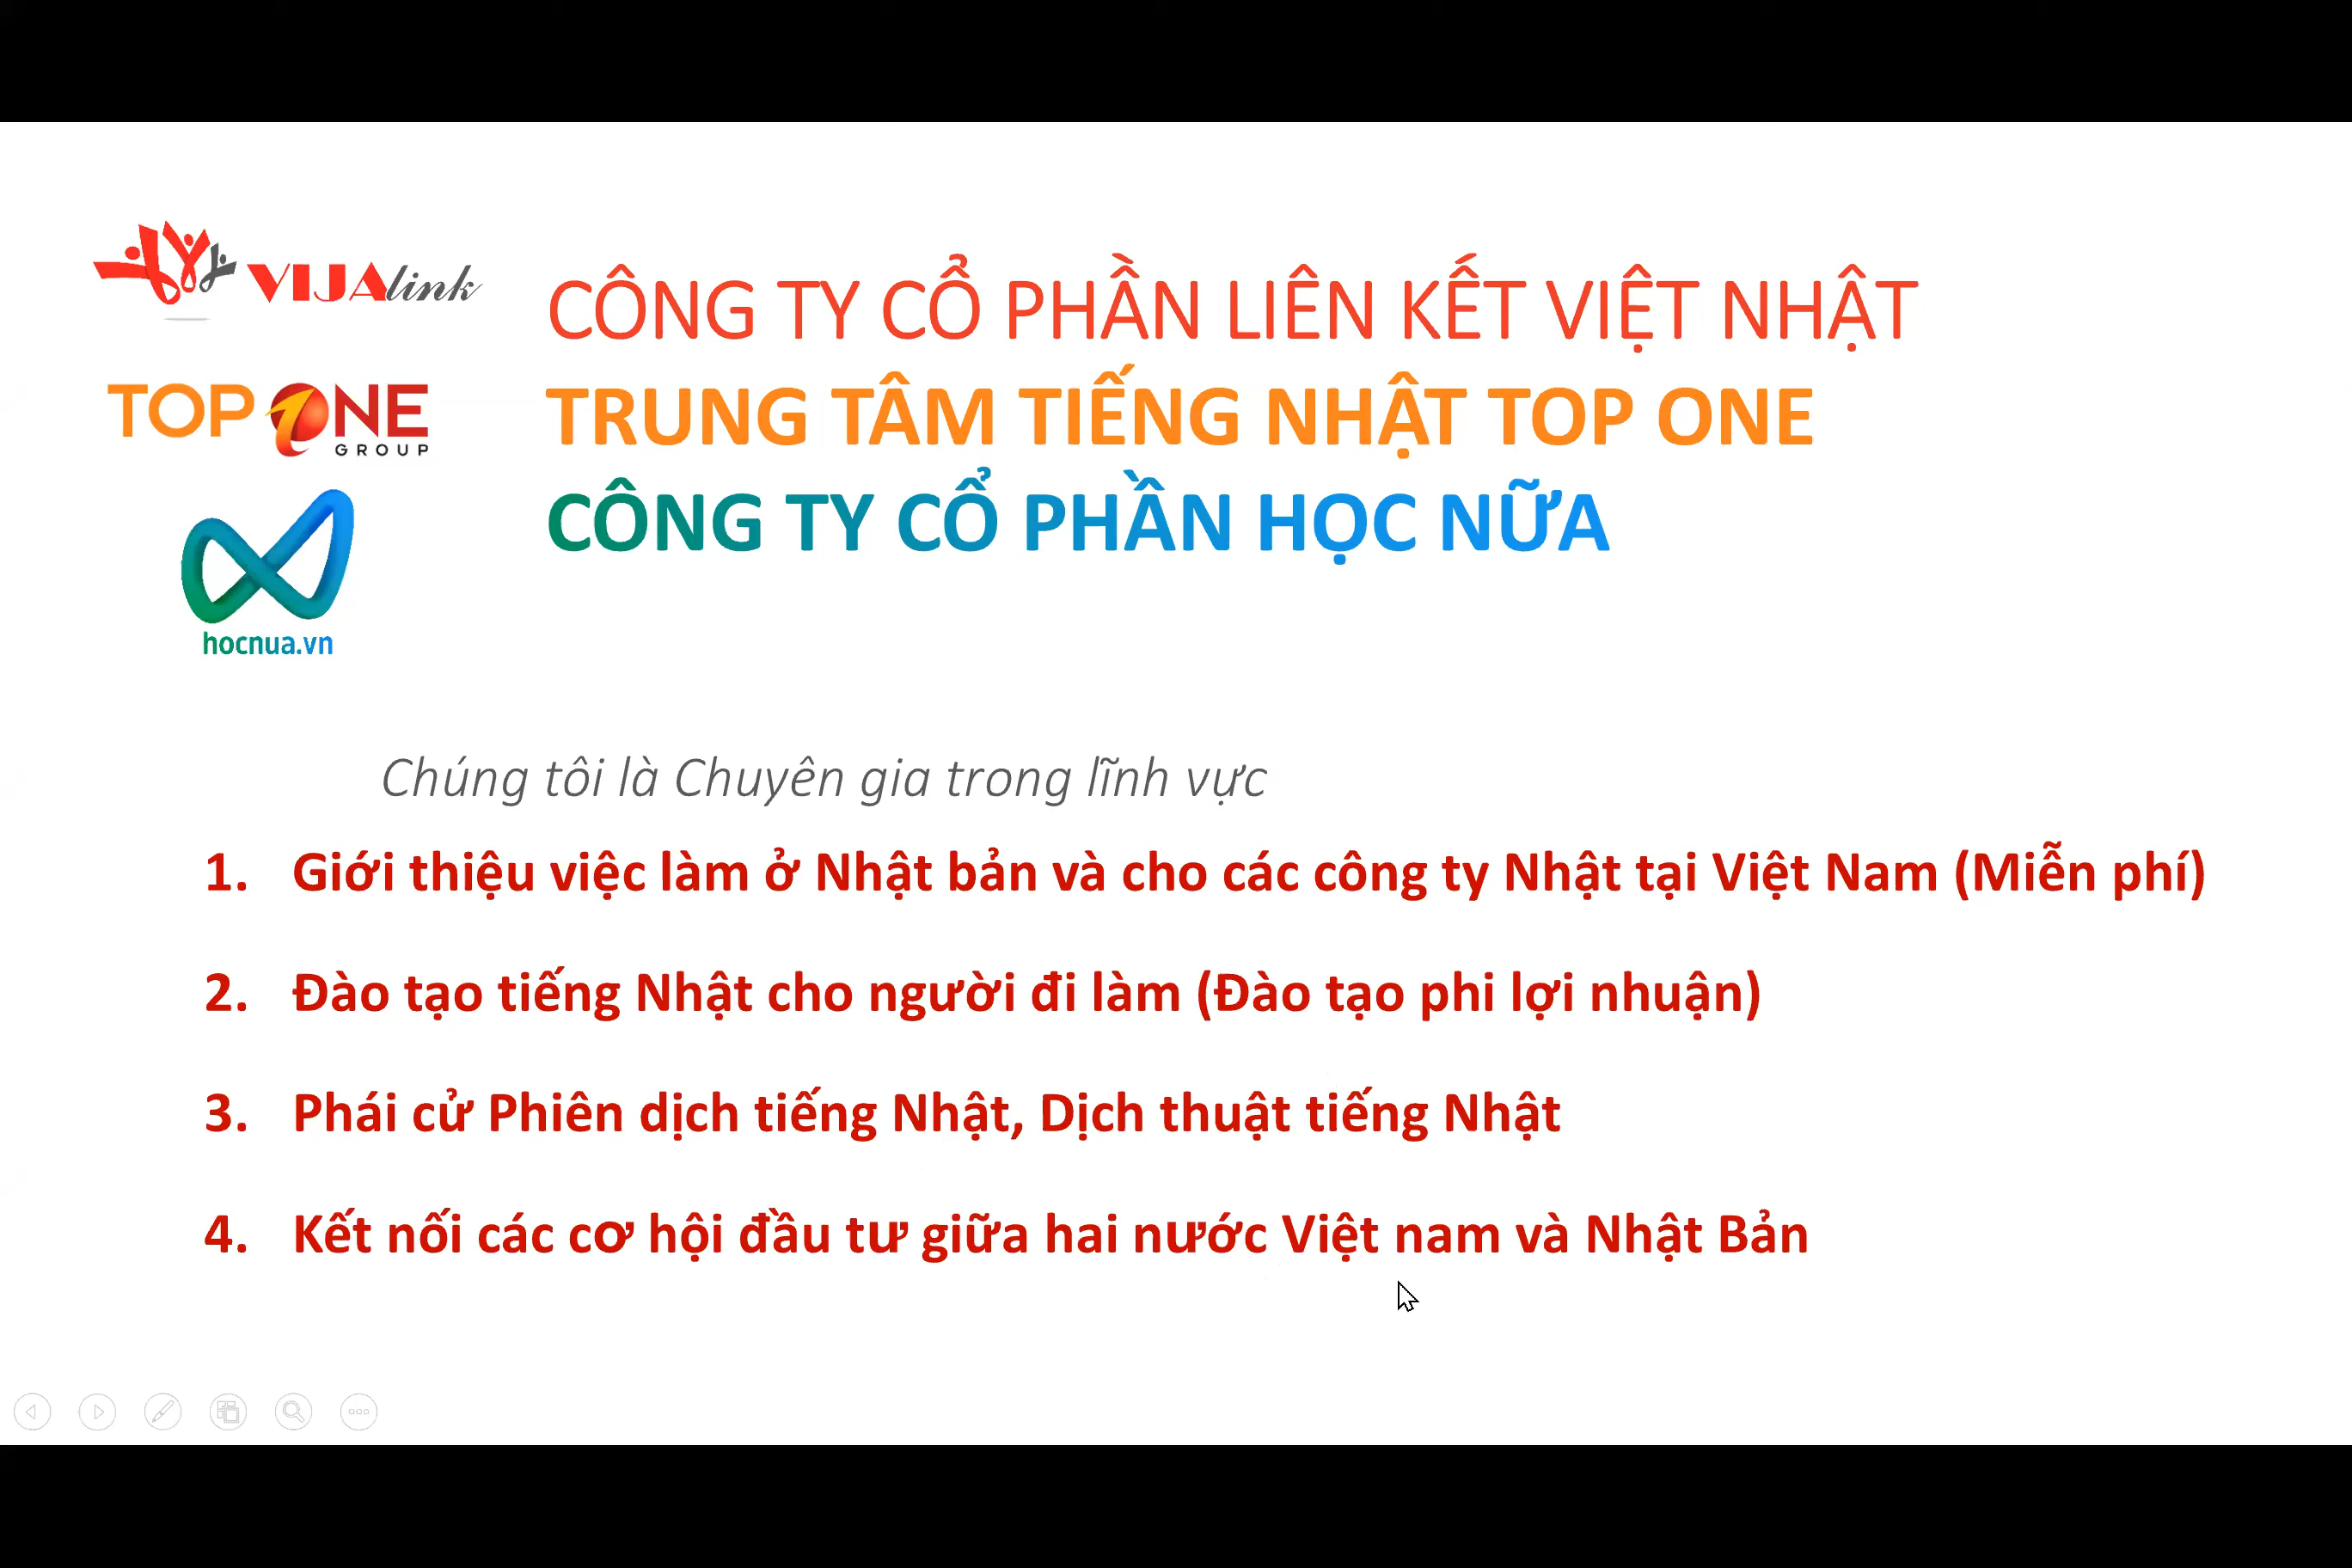 VIJAlink
CÔNG TY CỔ PHẦN LIÊN KẾT VIỆT NHẬT
TOP ONE
GROUP
TRUNG TÂM TIẾNG NHẬT TOP ONE
CÔNG TY CỔ PHẦN HỌC NỮA
hocnua.vn
Chúng tôi là Chuyên gia trong lĩnh vực
1. Giới thiệu việc làm ở Nhật bản và cho các công ty Nhật tại Việt Nam (Miễn phí)
2. Đào tạo tiếng Nhật cho người đi làm (Đào tạo phi lợi nhuận)
3. Phái cử Phiên dịch tiếng Nhật, Dịch thuật tiếng Nhật
4. Kết nối các cơ hội đầu tư giữa hai nước Việt nam và Nhật Bản